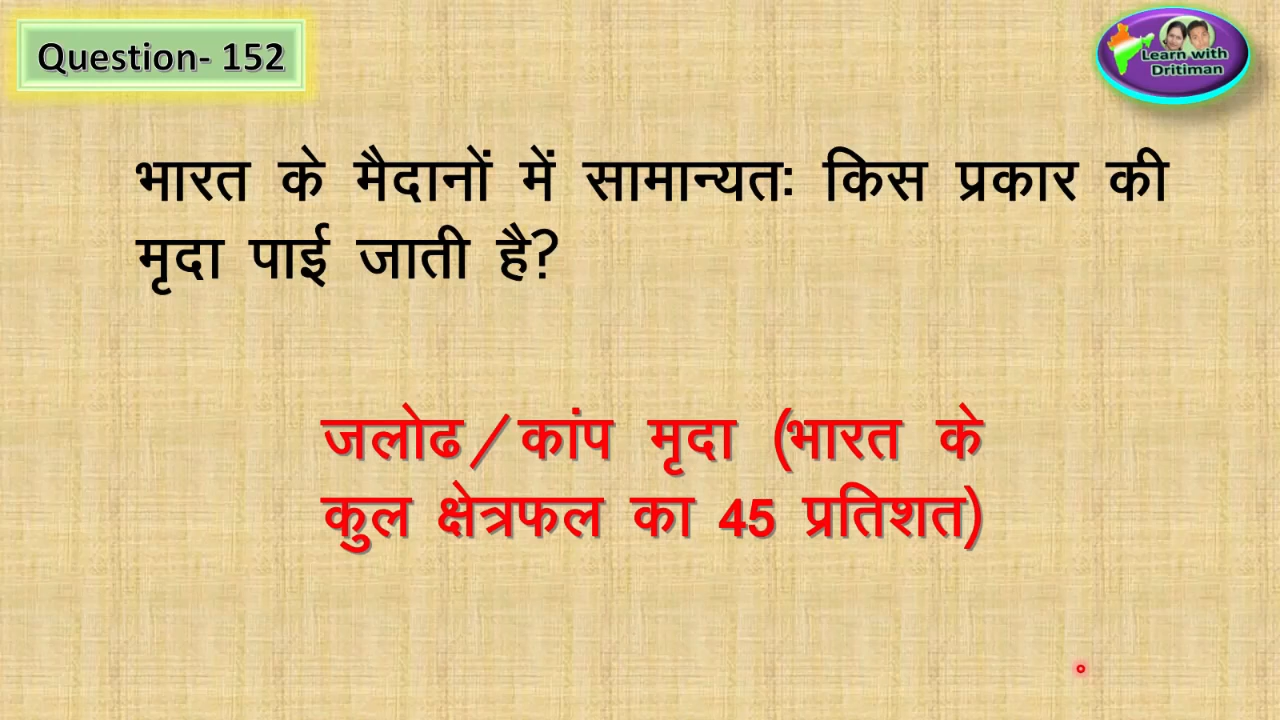 Question- 152
Learn with
Dritiman
भारत के मैदानों में सामान्यतः किस प्रकार की
मृदा पाई जाती है?
जलोढ/कांप मृदा (भारत के
कुल क्षेत्रफल का 45 प्रतिशत)